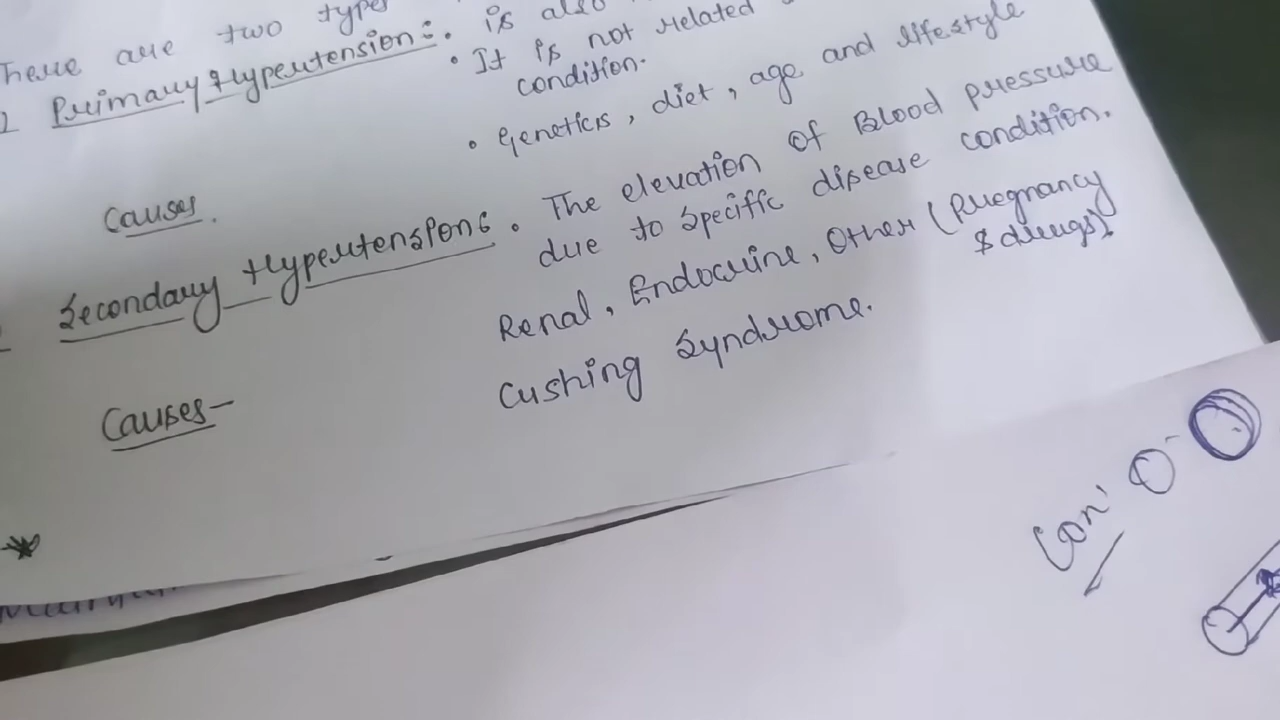 There are two types
1 Primary Hypertension:. is also
. It is not related
condition.
Causes. . Genetics, diet, age and lifestyle
Secondary Hypertension: . The elevation of Blood pressure
due to specific disease condition.
Causes- Renal, Endocrine, Other (Pregnancy
& drugs),
Cushing Syndrome.
Con'